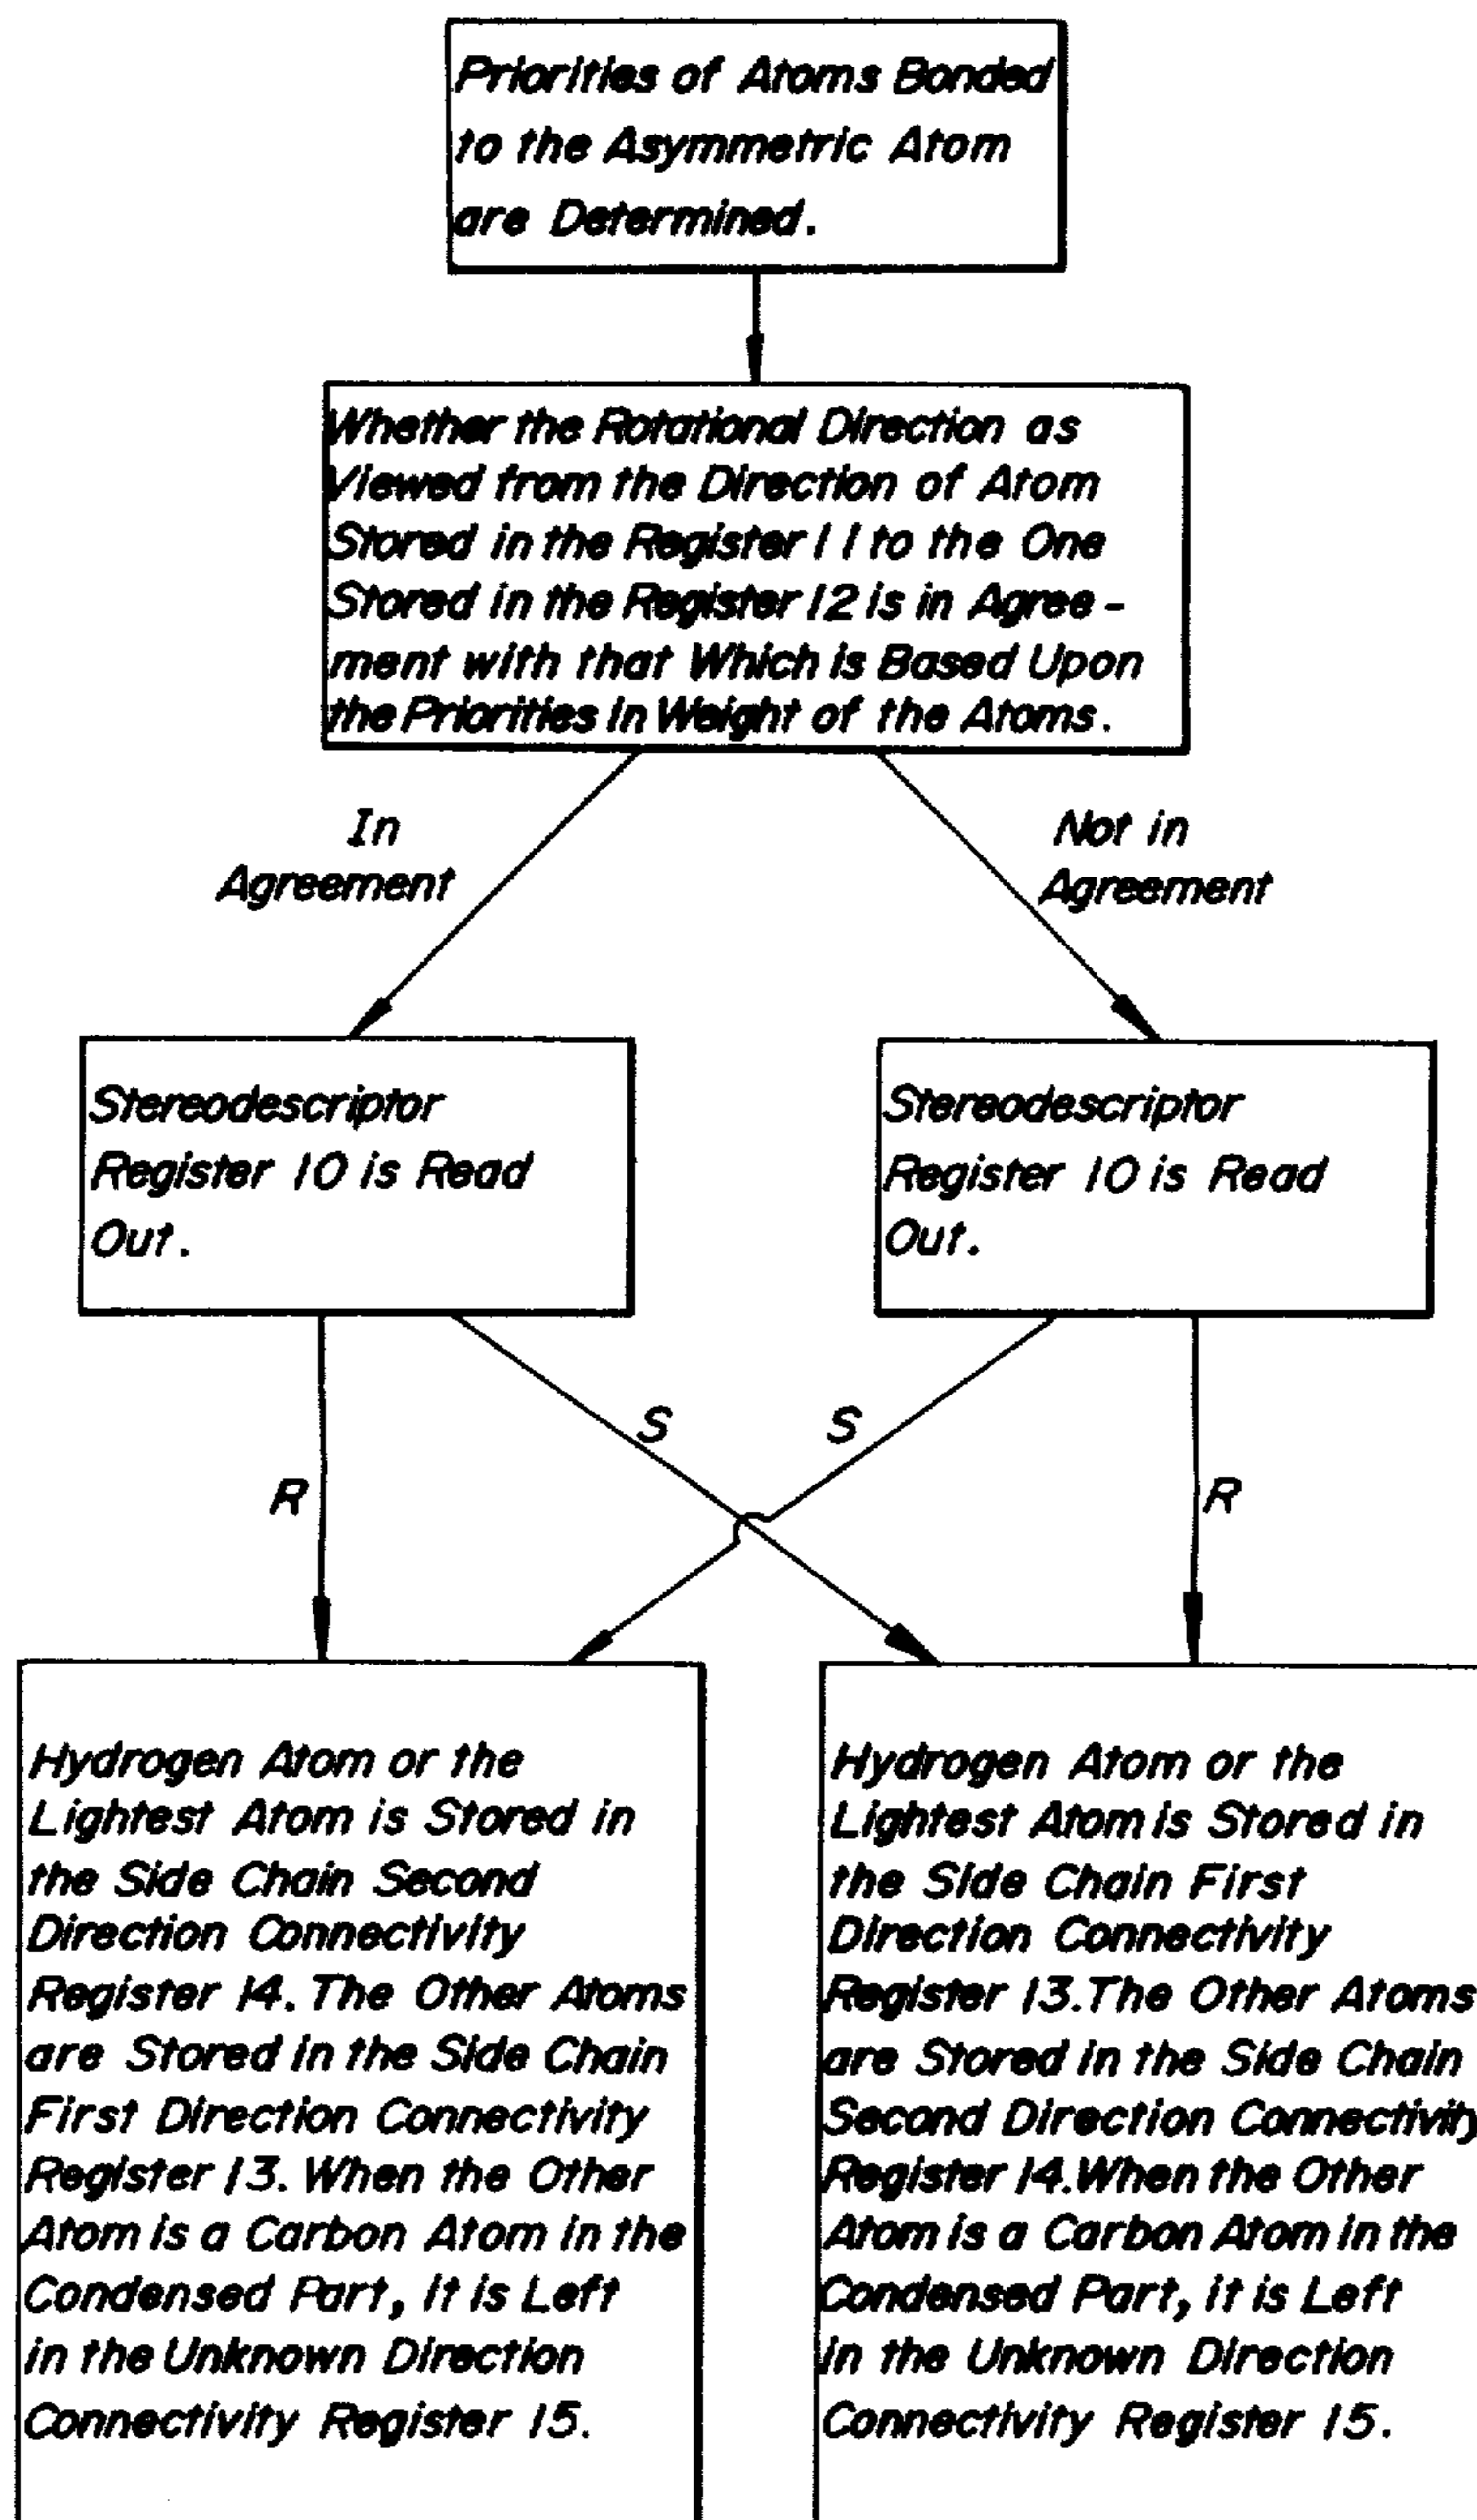 Priorities of Atoms Bonded
to the Asymmetric Atom
are Determined.
Whether the Rotational Direction as
Viewed from the Direction of Atom
Stored in the Register 11 to the One
Stored in the Register 12 is in Agree -
ment with that Which is Based Upon
the Priorities in Weight of the Atoms.
In
Agreement
Not in
Agreement
Stereodescriptor
Register 10 is Read
Out.
Stereodescriptor
Register 10 is Read
Out.
S
S
R
R
Hydrogen Atom or the
Lightest Atom is Stored in
the Side Chain Second
Direction Connectivity
Register 14. The Other Atoms
are Stored in the Side Chain
First Direction Connectivity
Register 13. When the Other
Atom is a Carbon Atom in the
Condensed Part, it is Left
in the Unknown Direction
Connectivity Register 15.
Hydrogen Atom or the
Lightest Atom is Stored in
the Side Chain First
Direction Connectivity
Register 13. The Other Atoms
are Stored in the Side Chain
Second Direction Connectivity
Register 14. When the Other
Atom is a Carbon Atom in the
Condensed Part, it is Left
in the Unknown Direction
Connectivity Register 15.